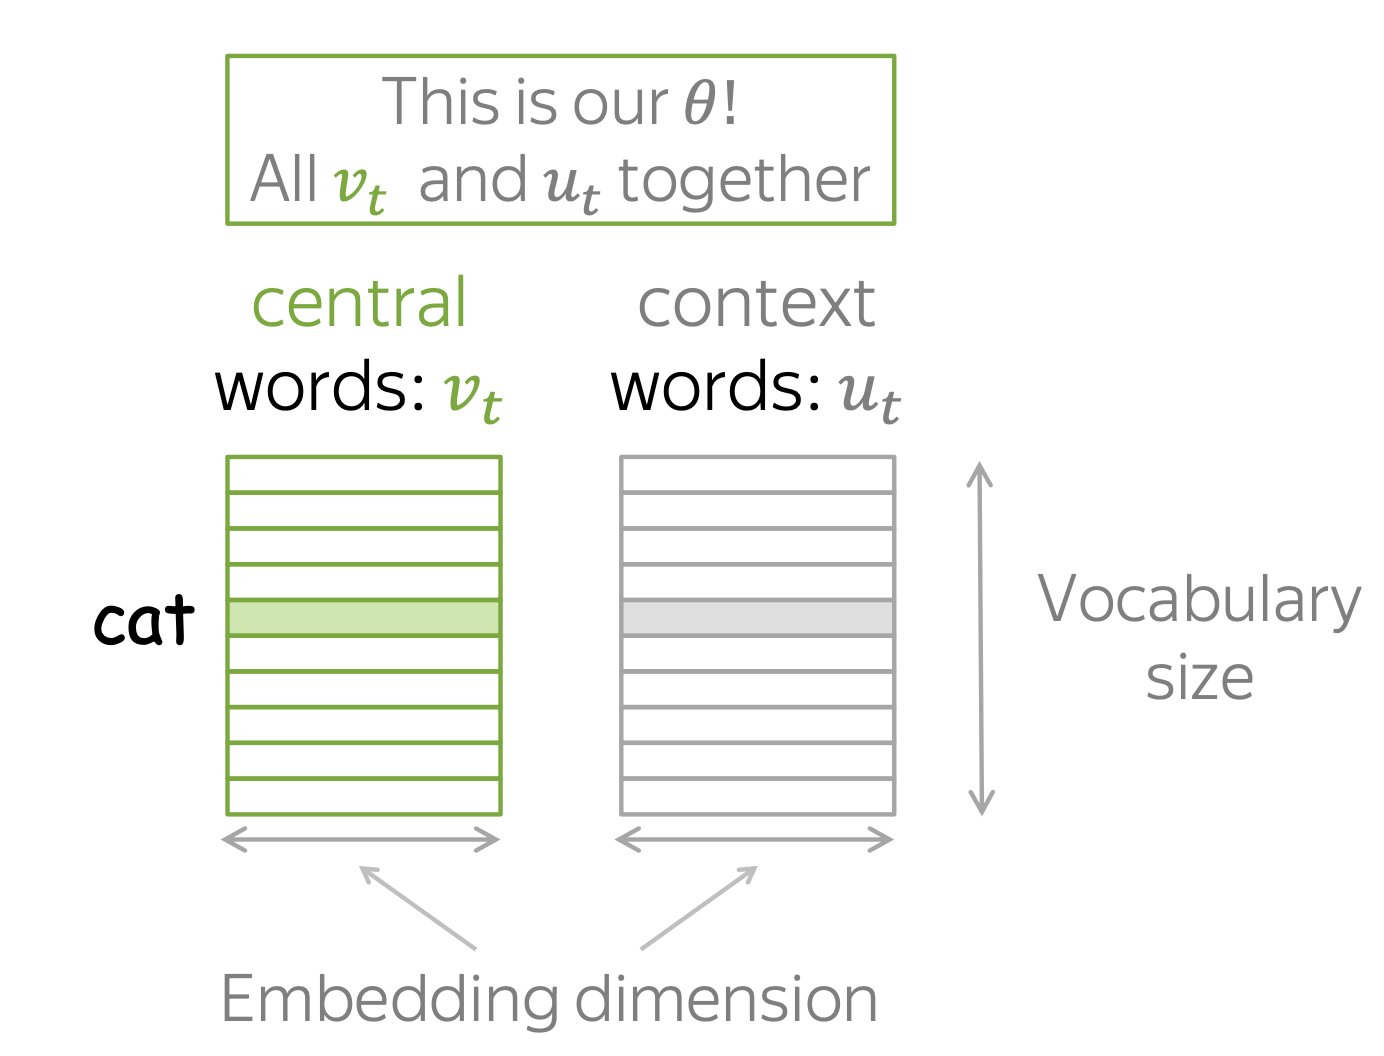 This is our θ!
All vₜ and uₜ together
central
words: vₜ
context
words: uₜ
cat
Vocabulary
size
Embedding dimension